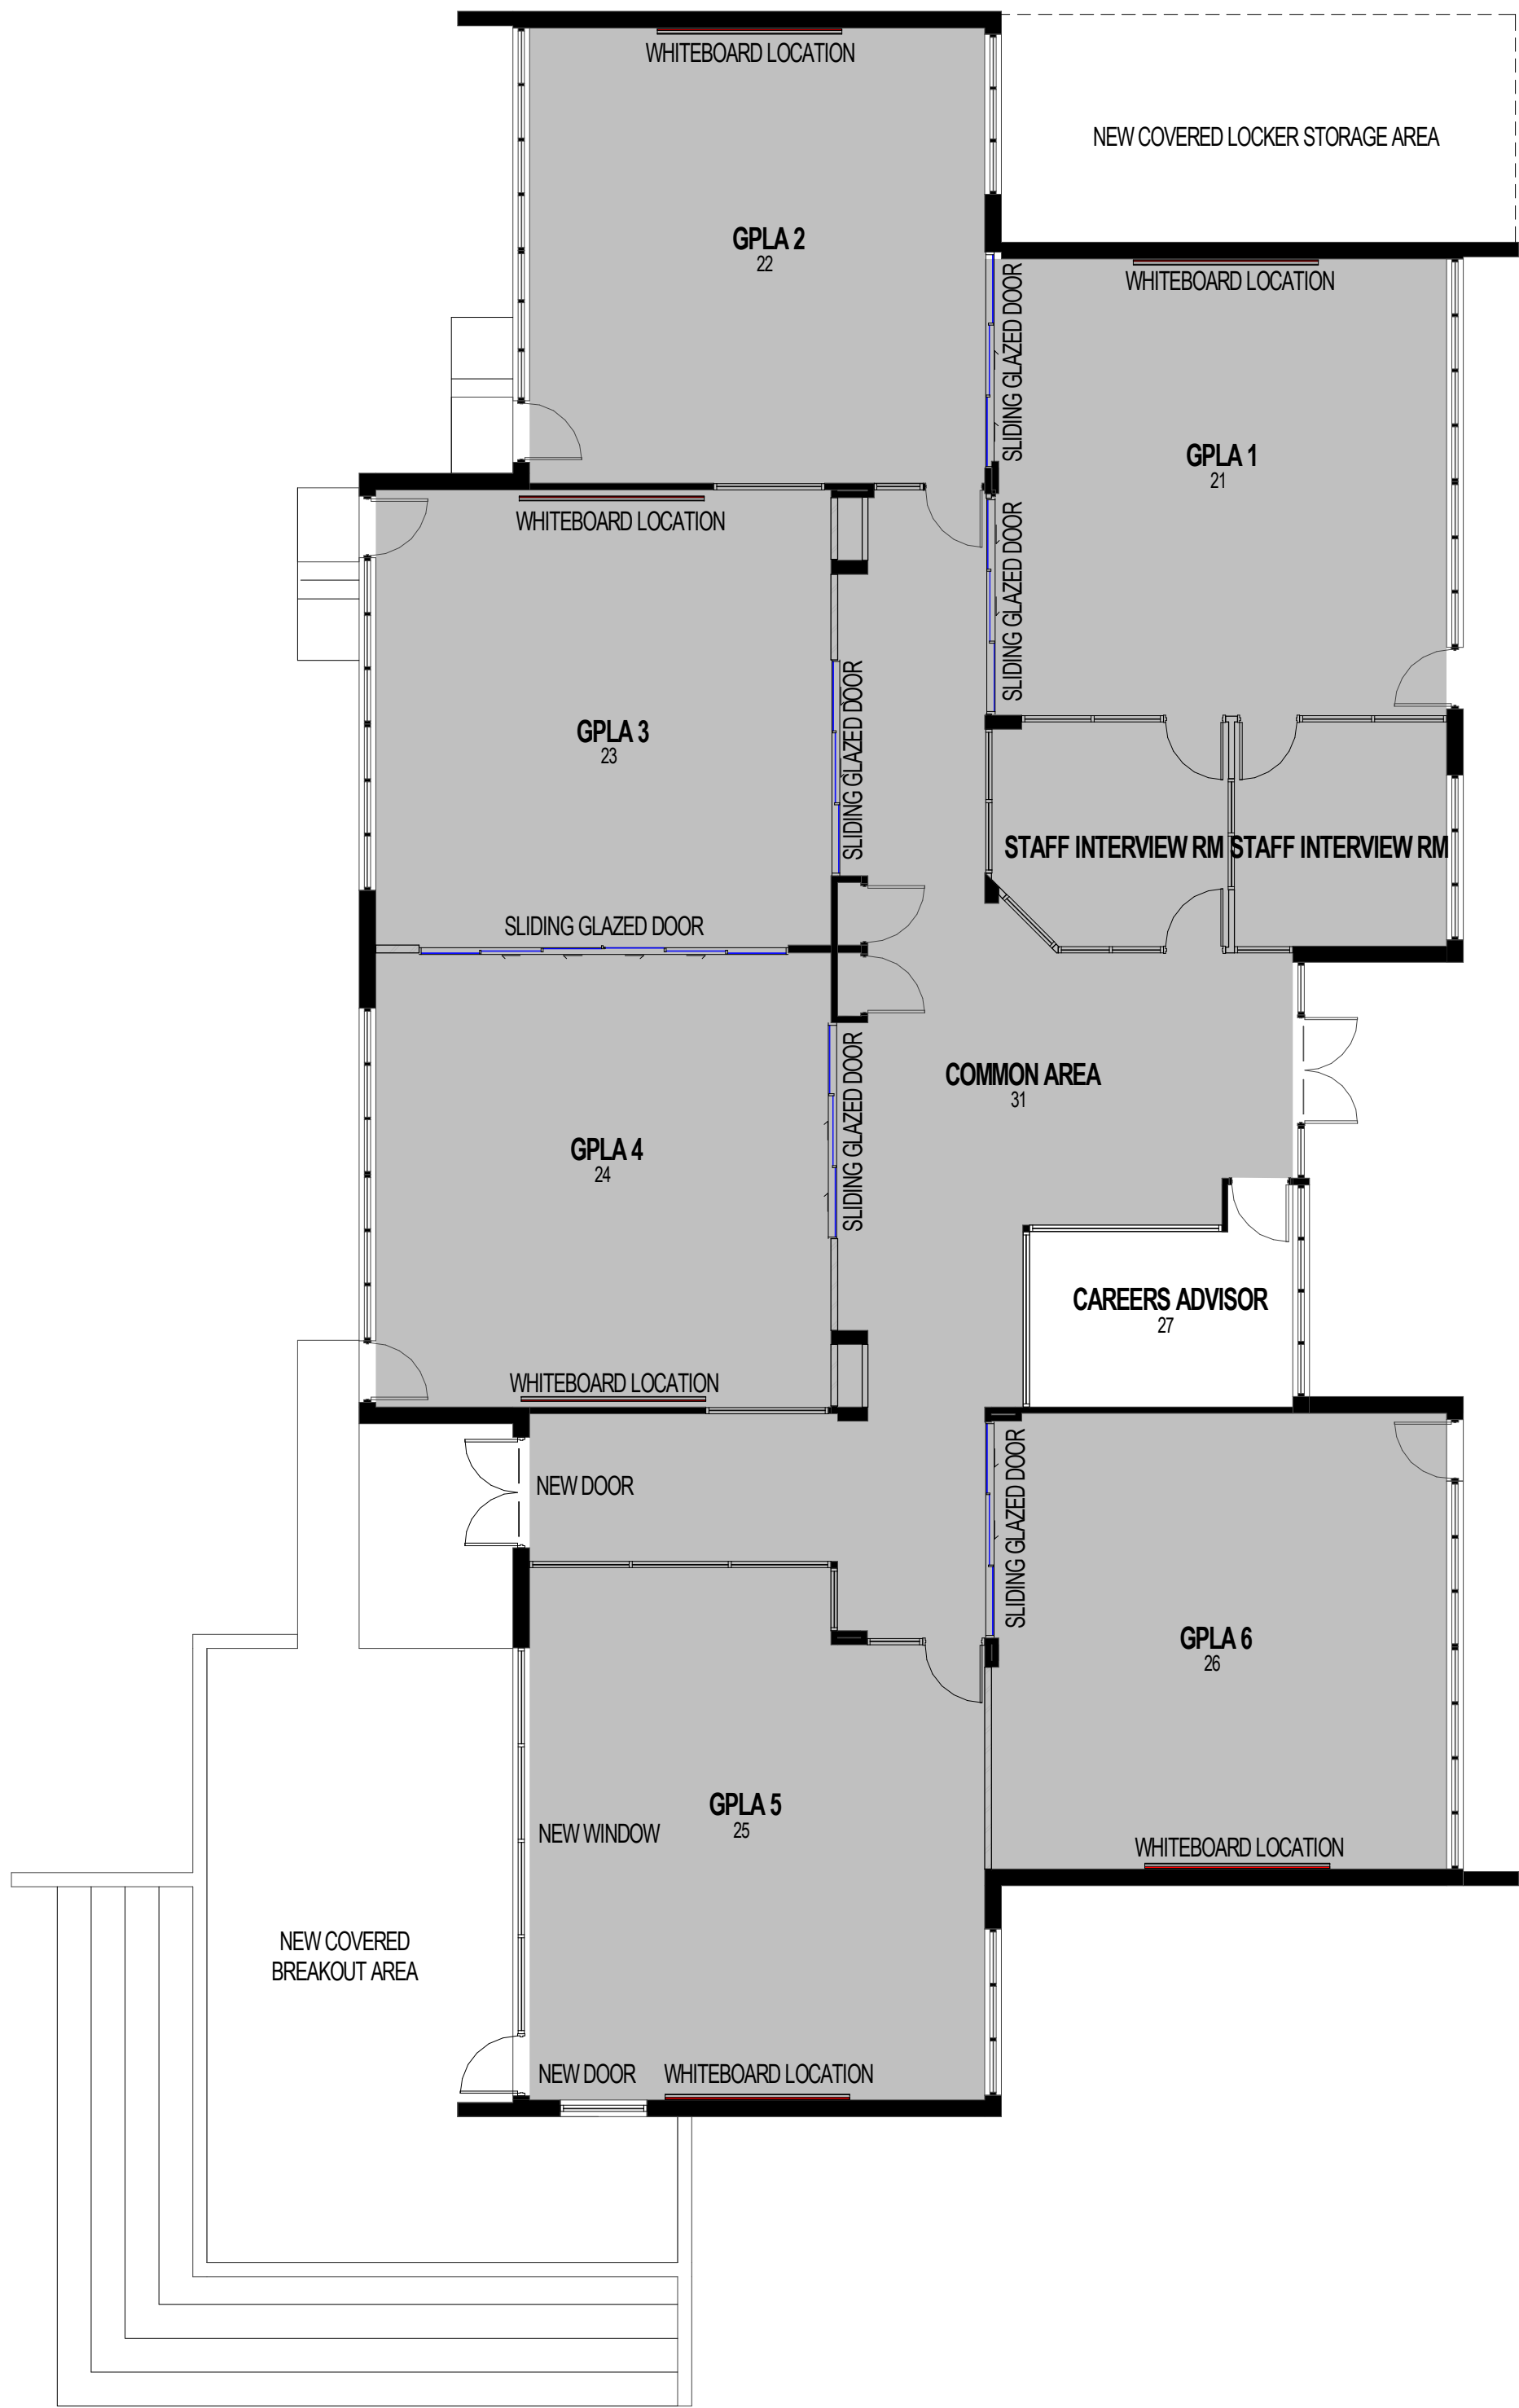 WHITEBOARD LOCATION
NEW COVERED LOCKER STORAGE AREA
GPLA 2
22
SLIDING GLAZED DOOR
WHITEBOARD LOCATION
GPLA 1
21
WHITEBOARD LOCATION
SLIDING GLAZED DOOR
GPLA 3
23
SLIDING GLAZED DOOR
STAFF INTERVIEW RM
STAFF INTERVIEW RM
SLIDING GLAZED DOOR
COMMON AREA
31
SLIDING GLAZED DOOR
GPLA 4
24
CAREERS ADVISOR
27
WHITEBOARD LOCATION
NEW DOOR
SLIDING GLAZED DOOR
GPLA 6
26
GPLA 5
25
NEW WINDOW
WHITEBOARD LOCATION
NEW COVERED
BREAKOUT AREA
NEW DOOR
WHITEBOARD LOCATION